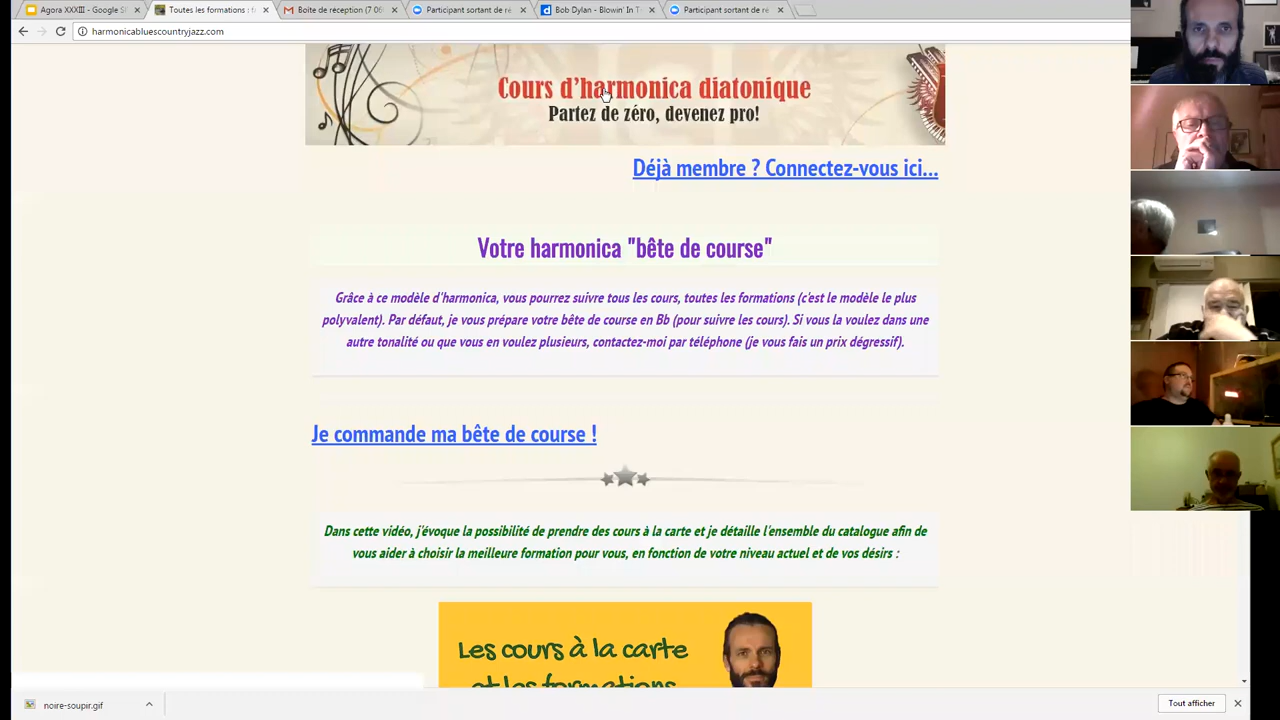 Agora XXXIII - Google S
Toutes les formations : t
Boîte de réception (7 06
Participant sortant de ré
Bob Dylan - Blowin' In T
Participant sortant de ré
harmonicabluescountryjazz.com
Cours d'harmonica diatonique
Partez de zéro, devenez pro!
Déjà membre ? Connectez-vous ici...
Votre harmonica "bête de course"
Grâce à ce modèle d'harmonica, vous pourrez suivre tous les cours, toutes les formations (c'est le modèle le plus
polyvalent). Par défaut, je vous prépare votre bête de course en Bb (pour suivre les cours). Si vous la voulez dans une
autre tonalité ou que vous en voulez plusieurs, contactez-moi par téléphone (je vous fais un prix dégressif).
Je commande ma bête de course !
Dans cette vidéo, j'évoque la possibilité de prendre des cours à la carte et je détaille l'ensemble du catalogue afin de
vous aider à choisir la meilleure formation pour vous, en fonction de votre niveau actuel et de vos désirs :
Les cours à la carte
et les formations
noire-soupir.gif
Tout afficher